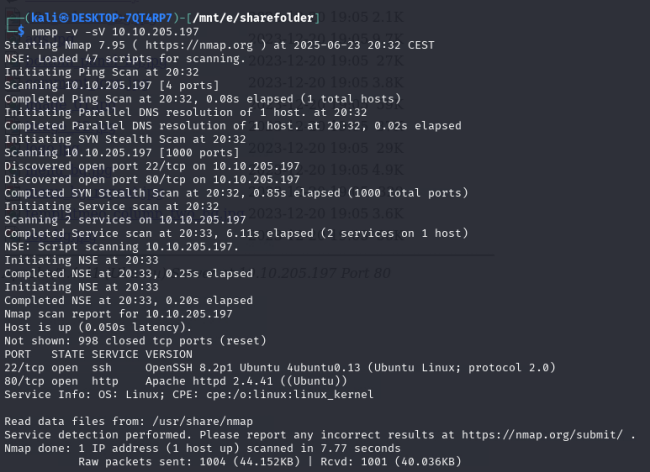 ┌──(kali㉿DESKTOP-7QT4RP7)-[/mnt/e/sharefolder]
└─$ nmap -v -sV 10.10.205.197
Starting Nmap 7.95 ( https://nmap.org ) at 2025-06-23 20:32 CEST
NSE: Loaded 47 scripts for scanning.
Initiating Ping Scan at 20:32
Scanning 10.10.205.197 [4 ports]
Completed Ping Scan at 20:32, 0.08s elapsed (1 total hosts)
Initiating Parallel DNS resolution of 1 host. at 20:32
Completed Parallel DNS resolution of 1 host. at 20:32, 0.02s elapsed
Initiating SYN Stealth Scan at 20:32
Scanning 10.10.205.197 [1000 ports]
Discovered open port 22/tcp on 10.10.205.197
Discovered open port 80/tcp on 10.10.205.197
Completed SYN Stealth Scan at 20:32, 0.85s elapsed (1000 total ports)
Initiating Service scan at 20:32
Scanning 2 services on 10.10.205.197
Completed Service scan at 20:33, 6.11s elapsed (2 services on 1 host)
NSE: Script scanning 10.10.205.197.
Initiating NSE at 20:33
Completed NSE at 20:33, 0.25s elapsed
Initiating NSE at 20:33
Completed NSE at 20:33, 0.20s elapsed
Nmap scan report for 10.10.205.197
Host is up (0.050s latency).
Not shown: 998 closed tcp ports (reset)
PORT   STATE SERVICE VERSION
22/tcp open  ssh     OpenSSH 8.2p1 Ubuntu 4ubuntu0.13 (Ubuntu Linux; protocol 2.0)
80/tcp open  http    Apache httpd 2.4.41 ((Ubuntu))
Service Info: OS: Linux; CPE: cpe:/o:linux:linux_kernel

Read data files from: /usr/share/nmap
Service detection performed. Please report any incorrect results at https://nmap.org/submit/ .
Nmap done: 1 IP address (1 host up) scanned in 7.77 seconds
           Raw packets sent: 1004 (44.152KB) | Rcvd: 1001 (40.036KB)